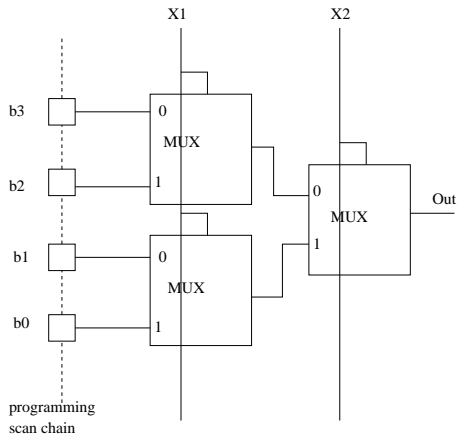 X1
X2
b3
0
MUX
b2
1
0
Out
MUX
1
b1
0
MUX
b0
1
programming
scan chain